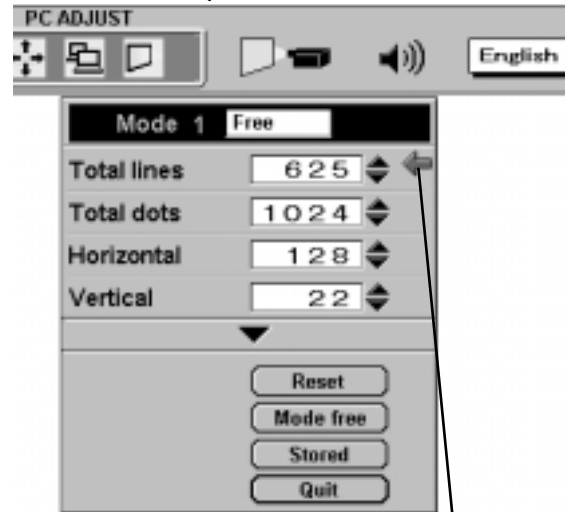 PC ADJUST
English
Mode 1 Free
Total lines 625
Total dots 1024
Horizontal 128
Vertical 22
Reset
Mode free
Stored
Quit